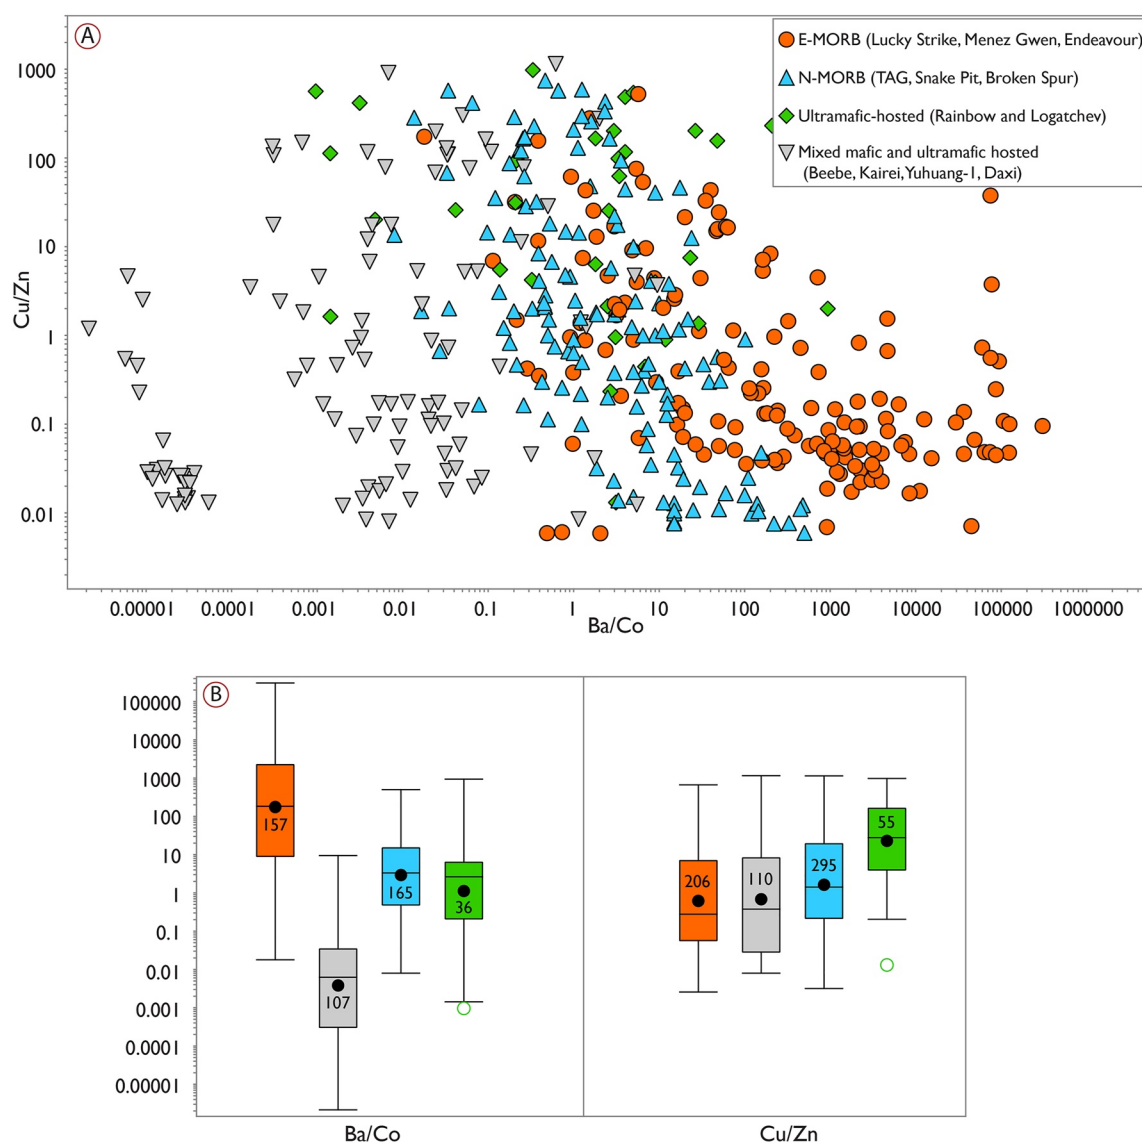 A
E-MORB (Lucky Strike, Menez Gwen, Endeavour)
N-MORB (TAG, Snake Pit, Broken Spur)
Ultramafic-hosted (Rainbow and Logatchev)
Mixed mafic and ultramafic hosted
(Beebe, Kairei, Yuhuang-1, Daxi)
1000
100
10
1
0.1
0.01
Cu/Zn
0.00001 0.0001 0.001 0.01 0.1 1 10 100 1000 10000 100000 1000000
Ba/Co
B
100000
10000
1000
100
10
1
0.1
0.01
0.001
0.0001
0.00001
157
107
165
36
206
110
295
55
Ba/Co Cu/Zn